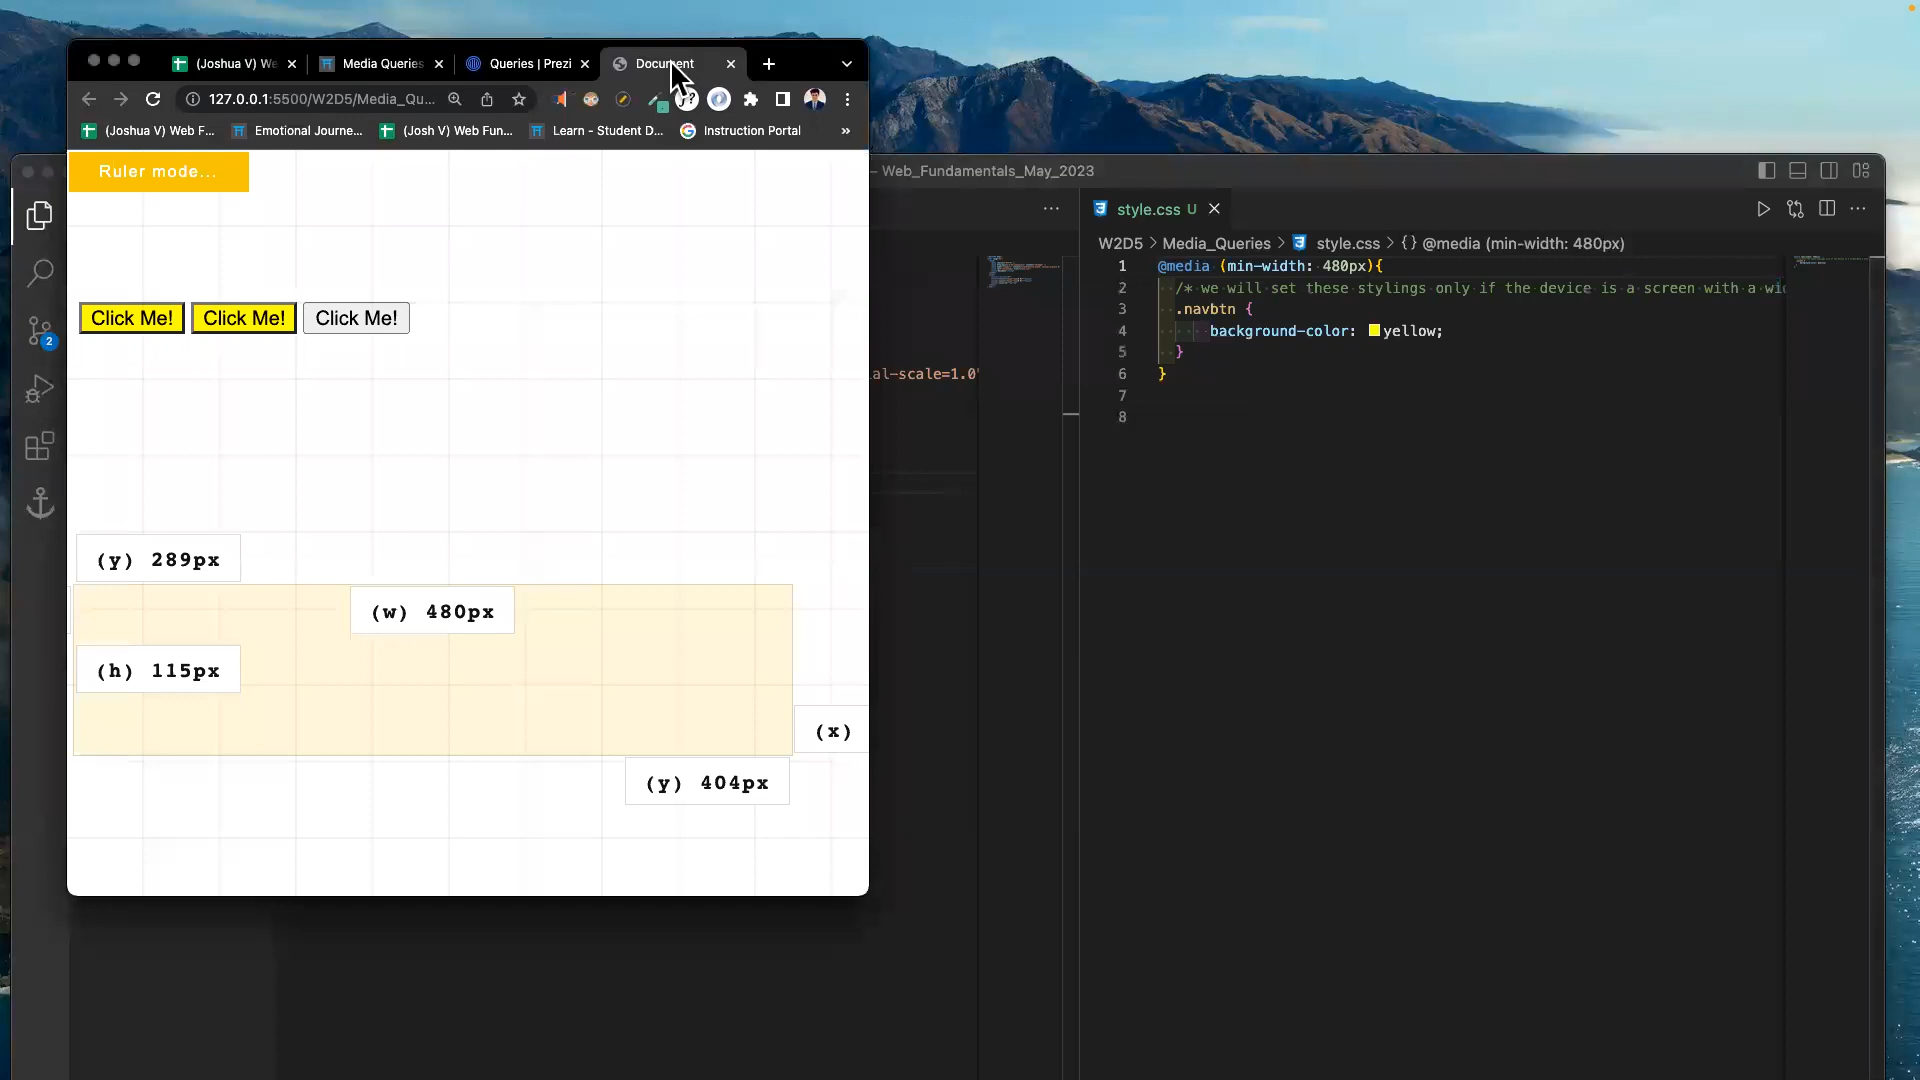 (Joshua V) We
Media Queries
Queries | Prezi
Document
127.0.0.1:5500/W2D5/Media_Qu...
(Joshua V) Web F...
Emotional Journe...
(Josh V) Web Fun...
Learn - Student D...
Instruction Portal
»
Ruler mode...
Click Me! Click Me! Click Me!
(y) 289px
(w) 480px
(h) 115px
(x)
(y) 404px
2
– Web_Fundamentals_May_2023
al-scale=1.0"
style.css U
W2D5 > Media_Queries > style.css > {} @media (min-width: 480px)
1 @media (min-width: 480px){
2 /* we will set these stylings only if the device is a screen with a wi
3 .navbtn {
4 background-color: yellow;
5 }
6 }
7
8